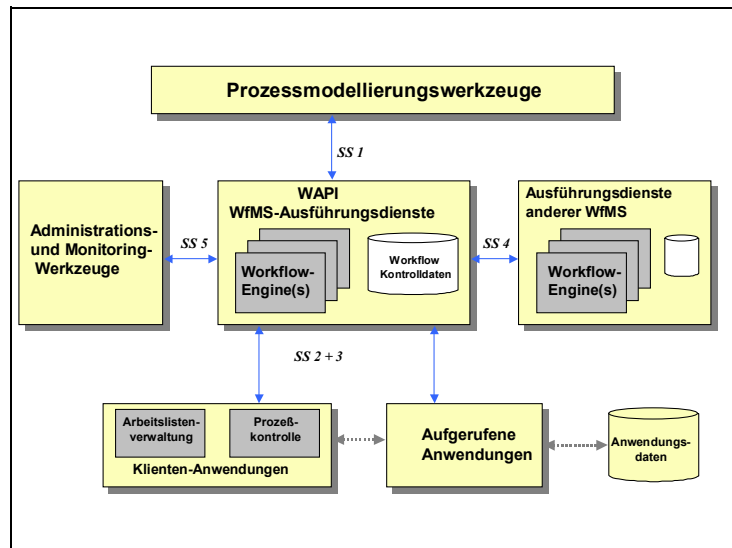 Prozessmodellierungswerkzeuge
SS 1
WAPI
WfMS-Ausführungsdienste
Workflow-
Engine(s)
Workflow
Kontrolldaten
Administrations-
und Monitoring-
Werkzeuge
SS 5
SS 4
Ausführungsdienste
anderer WfMS
Workflow-
Engine(s)
SS 2 + 3
Arbeitslisten-
verwaltung
Prozeß-
kontrolle
Klienten-Anwendungen
Aufgerufene
Anwendungen
Anwendungs-
daten